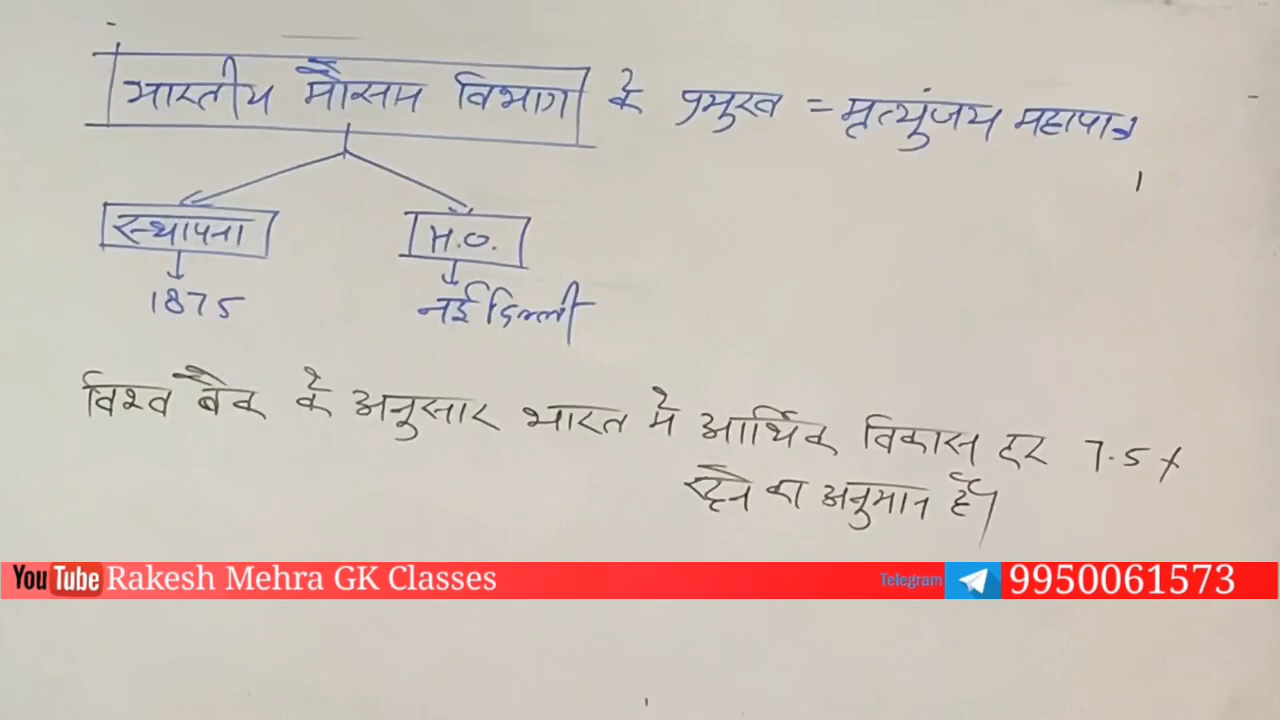 भारतीय मौसम विभाग के प्रमुख = मृत्युंजय महापात्र
स्थापना
H.O.
1875
नई दिल्ली
विश्व बैंक के अनुसार भारत में आर्थिक विकास दर 7.5%
रहने का अनुमान है।
YouTube Rakesh Mehra GK Classes
Telegram 9950061573